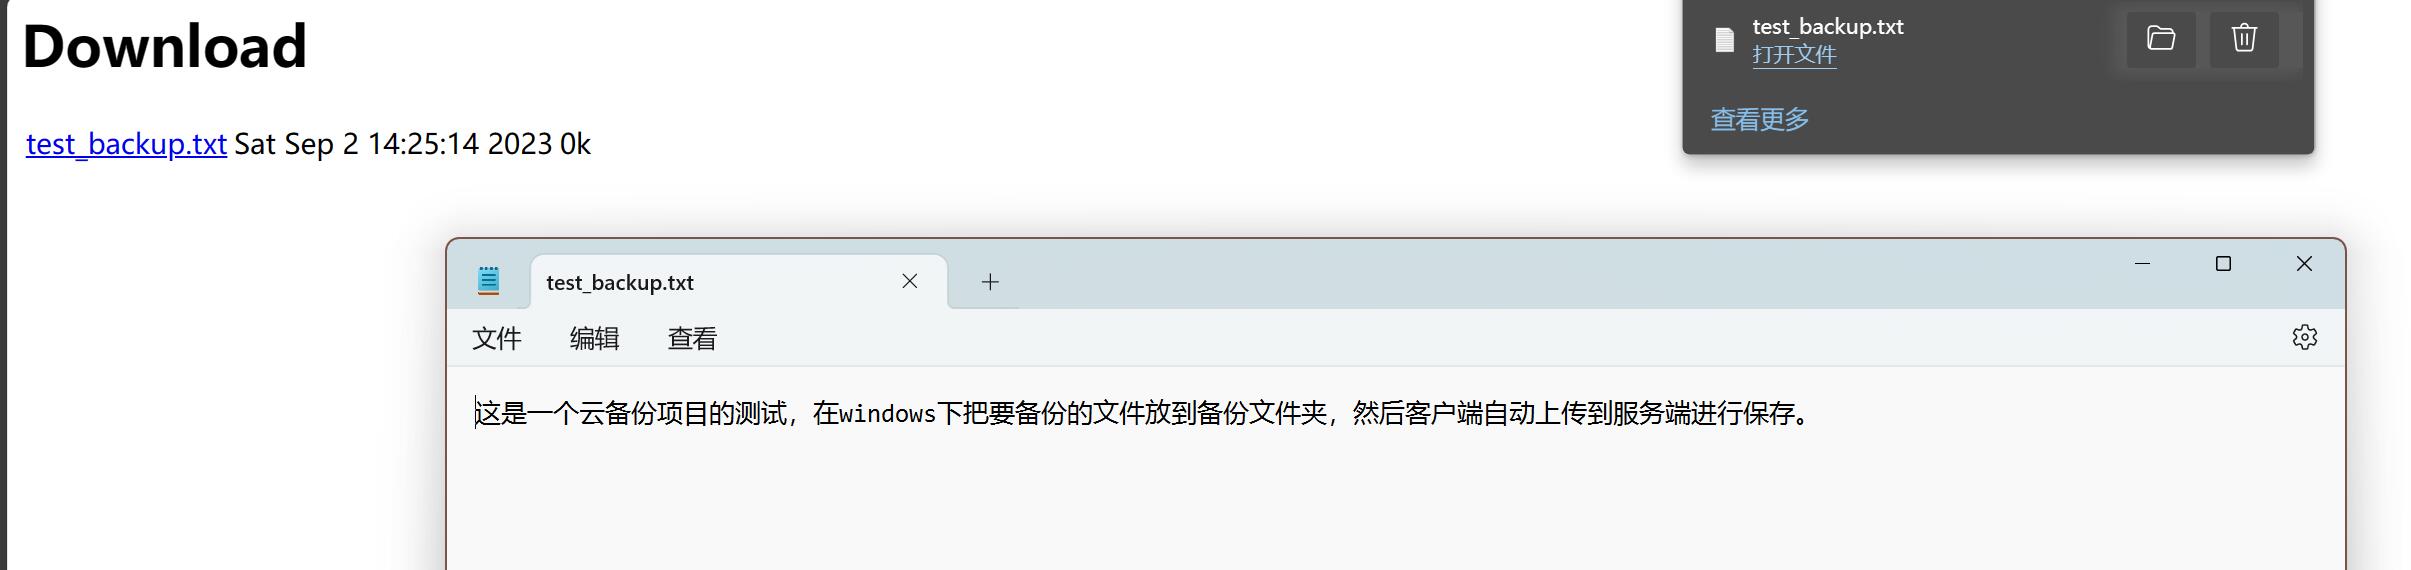 Download
test_backup.txt Sat Sep 2 14:25:14 2023 0k
test_backup.txt
打开文件
查看更多
test_backup.txt
文件 编辑 查看
这是一个云备份项目的测试，在windows下把要备份的文件放到备份文件夹，然后客户端自动上传到服务端进行保存。